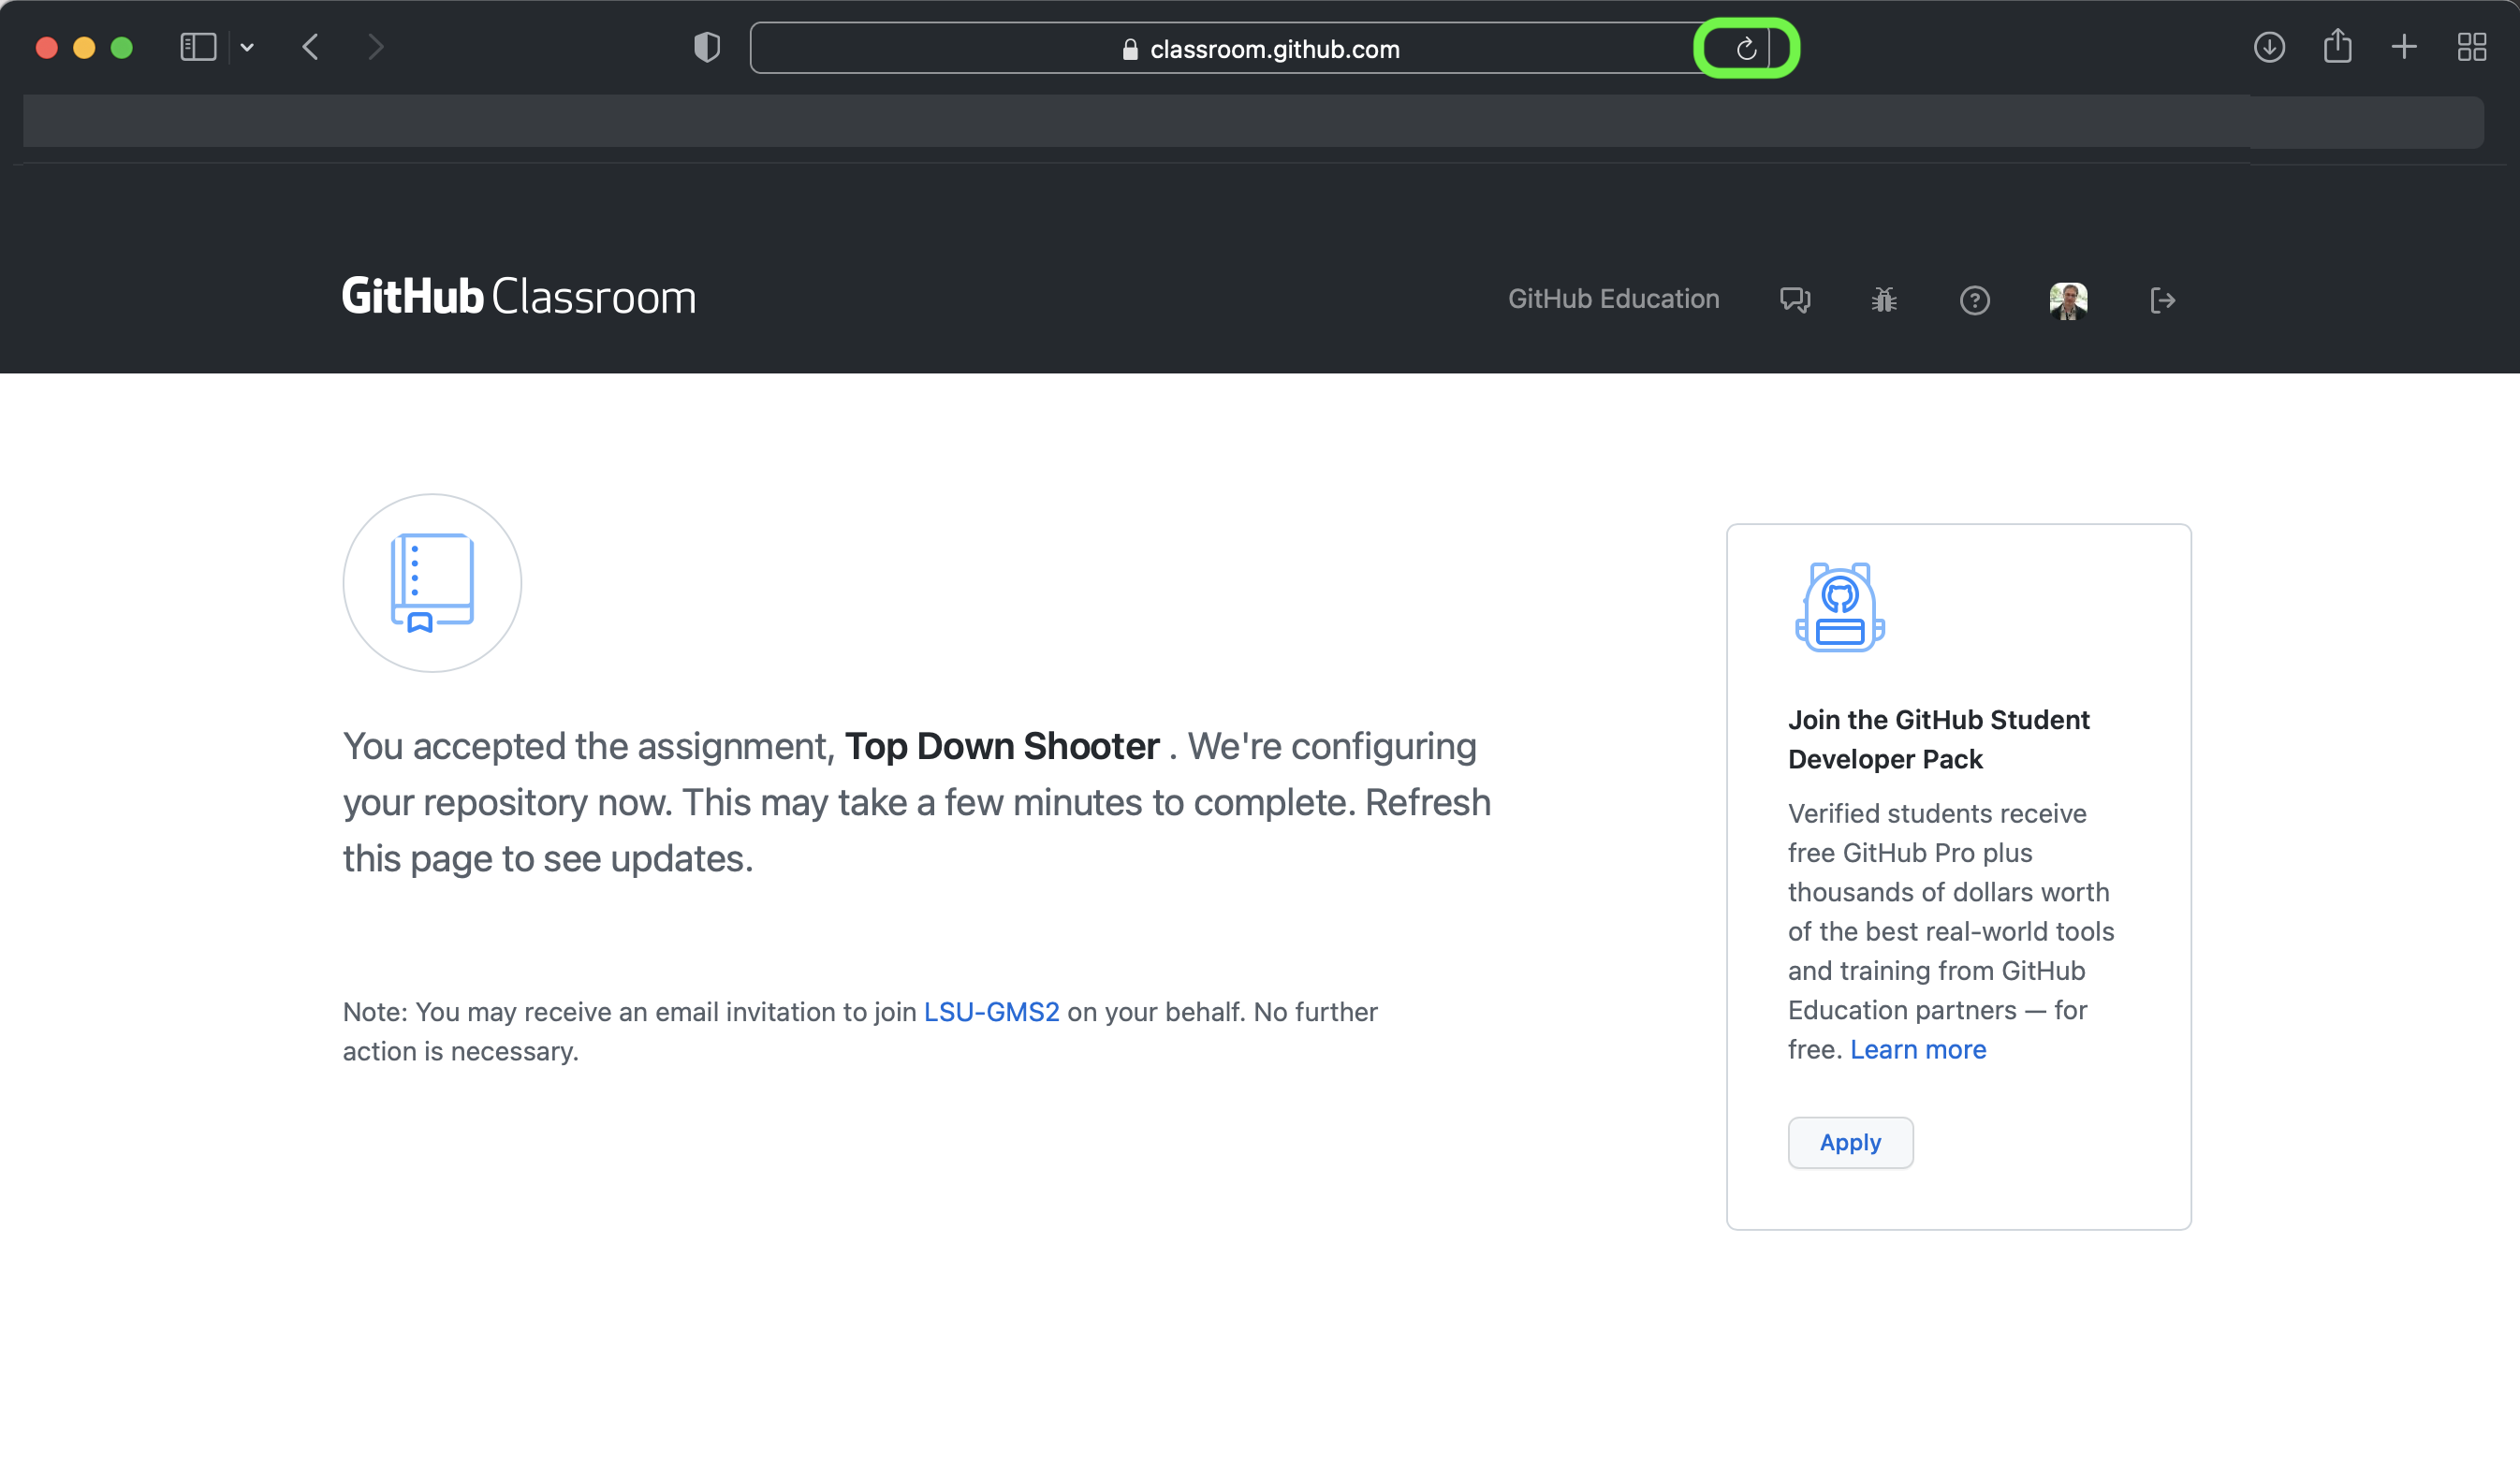 classroom.github.com
GitHub Classroom
GitHub Education
You accepted the assignment, Top Down Shooter . We're configuring
your repository now. This may take a few minutes to complete. Refresh
this page to see updates.
Note: You may receive an email invitation to join LSU-GMS2 on your behalf. No further
action is necessary.
Join the GitHub Student
Developer Pack
Verified students receive
free GitHub Pro plus
thousands of dollars worth
of the best real-world tools
and training from GitHub
Education partners — for
free. Learn more
Apply